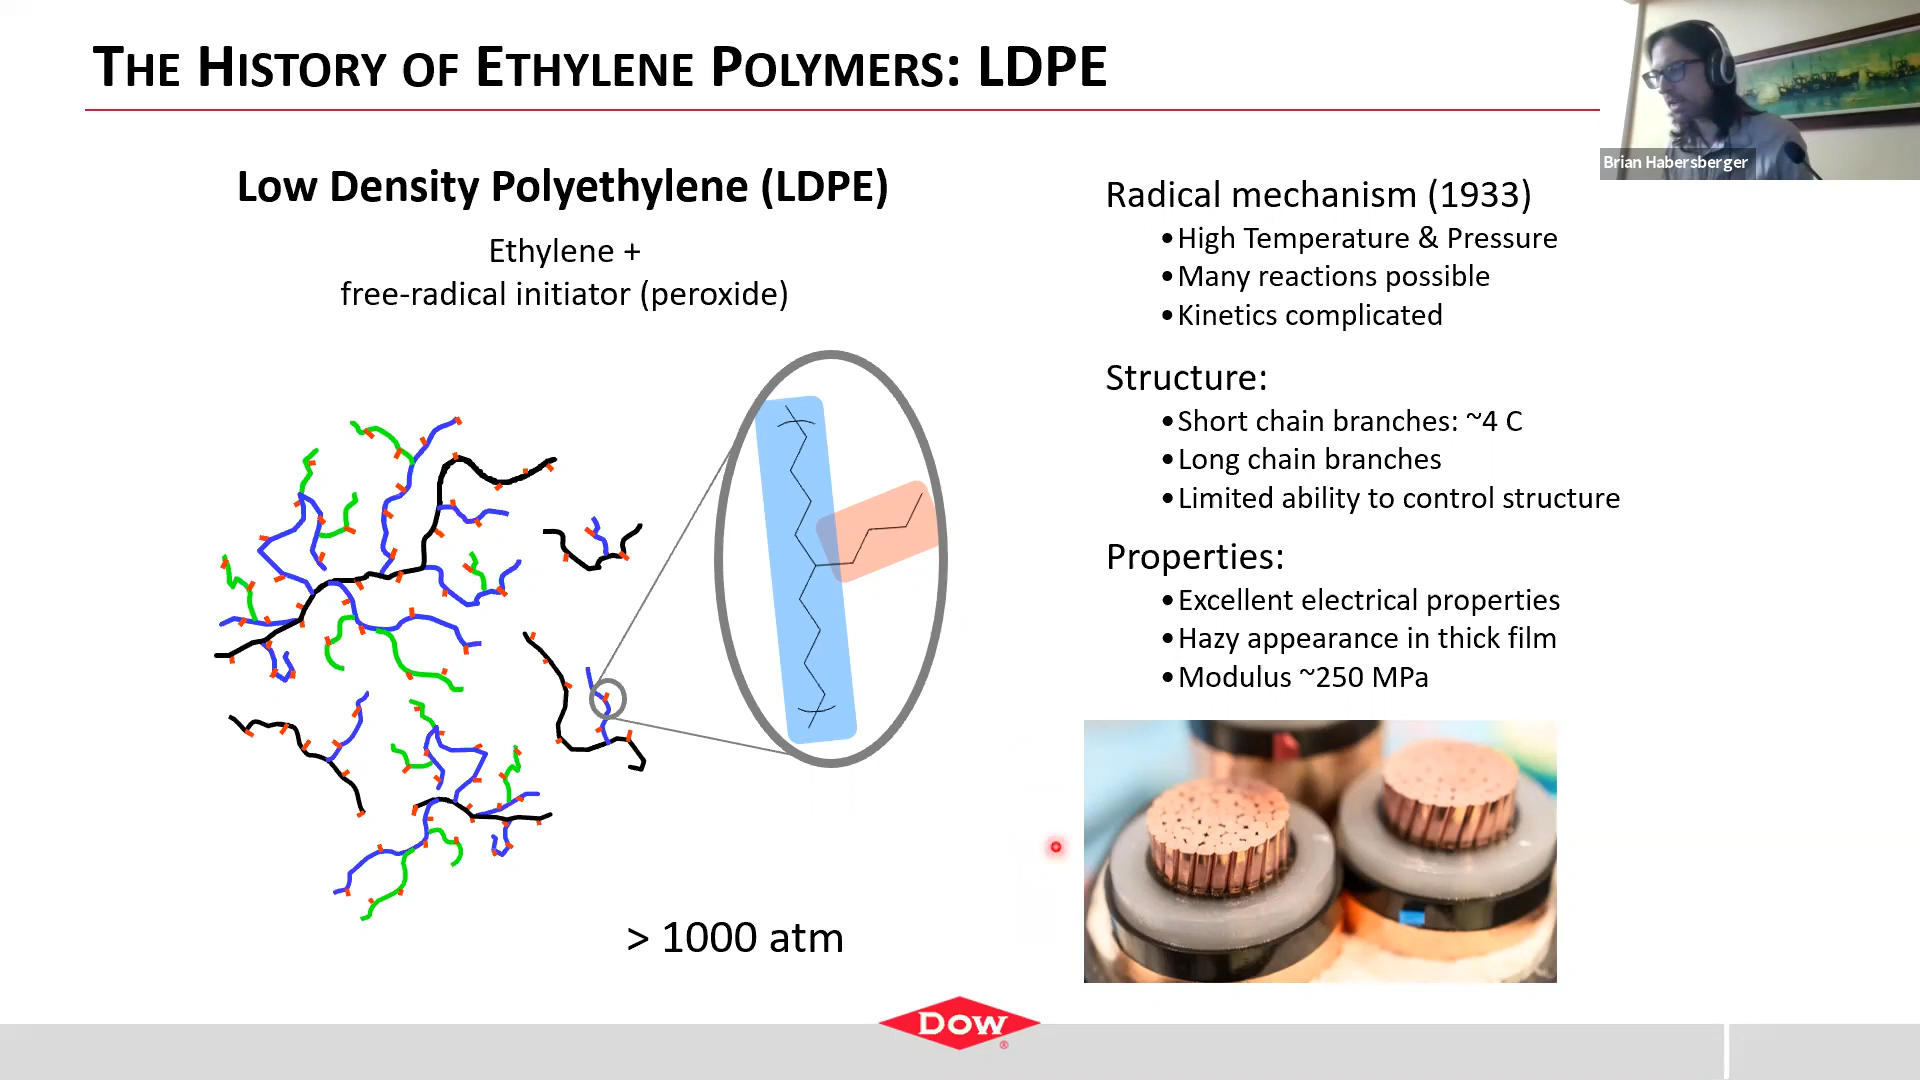 THE HISTORY OF ETHYLENE POLYMERS: LDPE
Brian Habersberger
Low Density Polyethylene (LDPE)
Ethylene +
free-radical initiator (peroxide)
> 1000 atm
Radical mechanism (1933)
•High Temperature & Pressure
•Many reactions possible
•Kinetics complicated
Structure:
•Short chain branches: ~4 C
•Long chain branches
•Limited ability to control structure
Properties:
•Excellent electrical properties
•Hazy appearance in thick film
•Modulus ~250 MPa
DOW
®